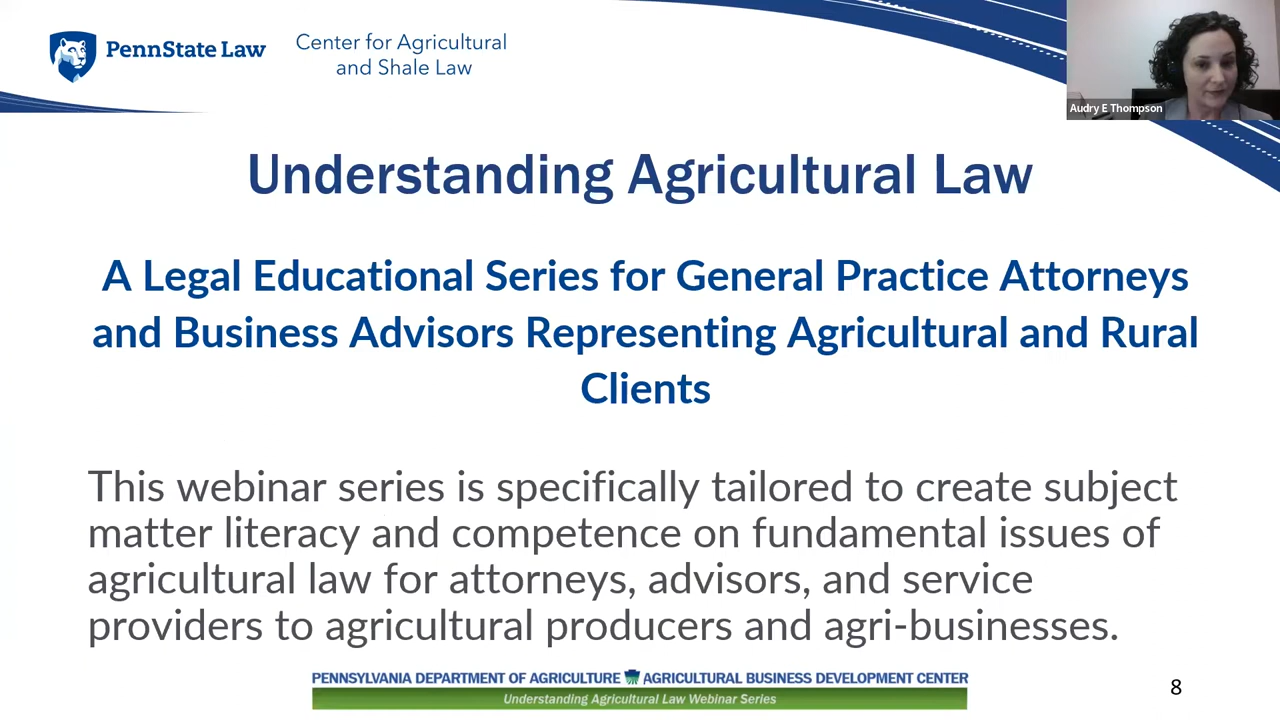 PennState Law
Center for Agricultural
and Shale Law
Audry E Thompson
Understanding Agricultural Law
A Legal Educational Series for General Practice Attorneys
and Business Advisors Representing Agricultural and Rural
Clients
This webinar series is specifically tailored to create subject
matter literacy and competence on fundamental issues of
agricultural law for attorneys, advisors, and service
providers to agricultural producers and agri-businesses.
PENNSYLVANIA DEPARTMENT OF AGRICULTURE AGRICULTURAL BUSINESS DEVELOPMENT CENTER
Understanding Agricultural Law Webinar Series
8